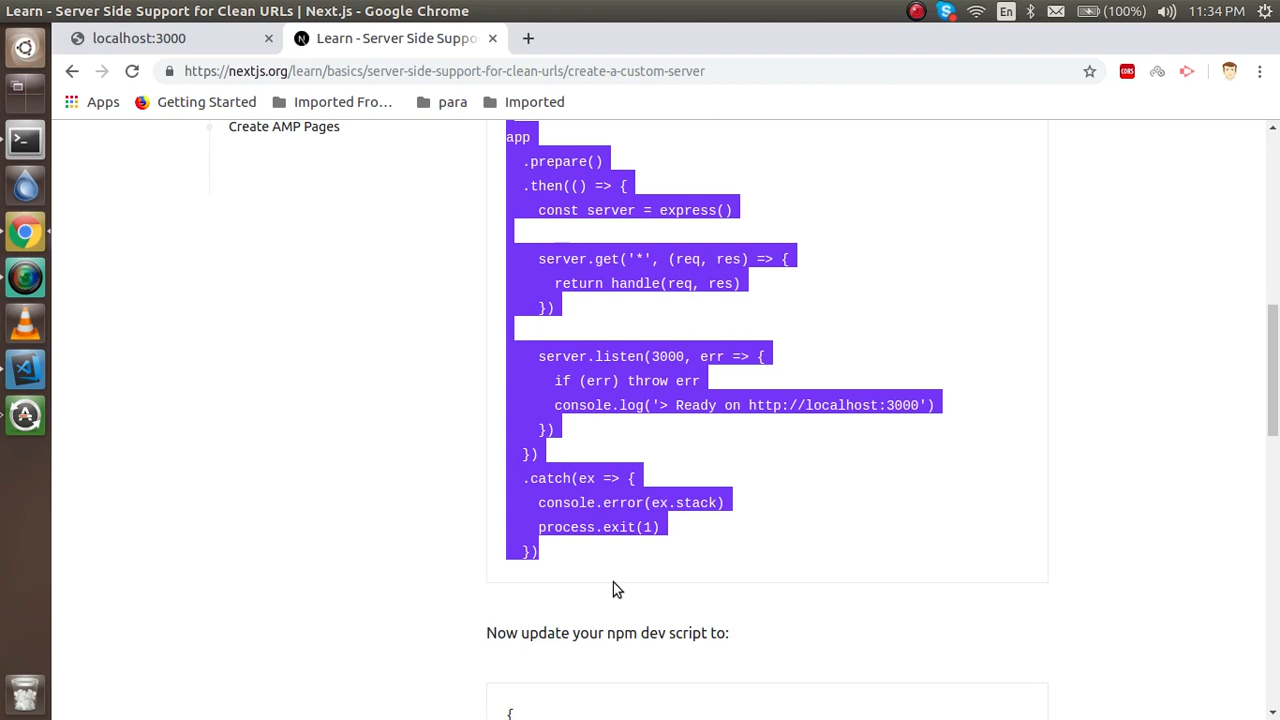 Learn - Server Side Support for Clean URLs | Next.js - Google Chrome
En
(100%)
11:34 PM
localhost:3000
Learn - Server Side Suppo
https://nextjs.org/learn/basics/server-side-support-for-clean-urls/create-a-custom-server
CORS
Apps
Getting Started
Imported Fro…
para
Imported
Create AMP Pages
app
.prepare()
.then(() => {
const server = express()
server.get('*', (req, res) => {
return handle(req, res)
})
server.listen(3000, err => {
if (err) throw err
console.log('> Ready on http://localhost:3000')
})
})
.catch(ex => {
console.error(ex.stack)
process.exit(1)
})
Now update your npm dev script to:
{